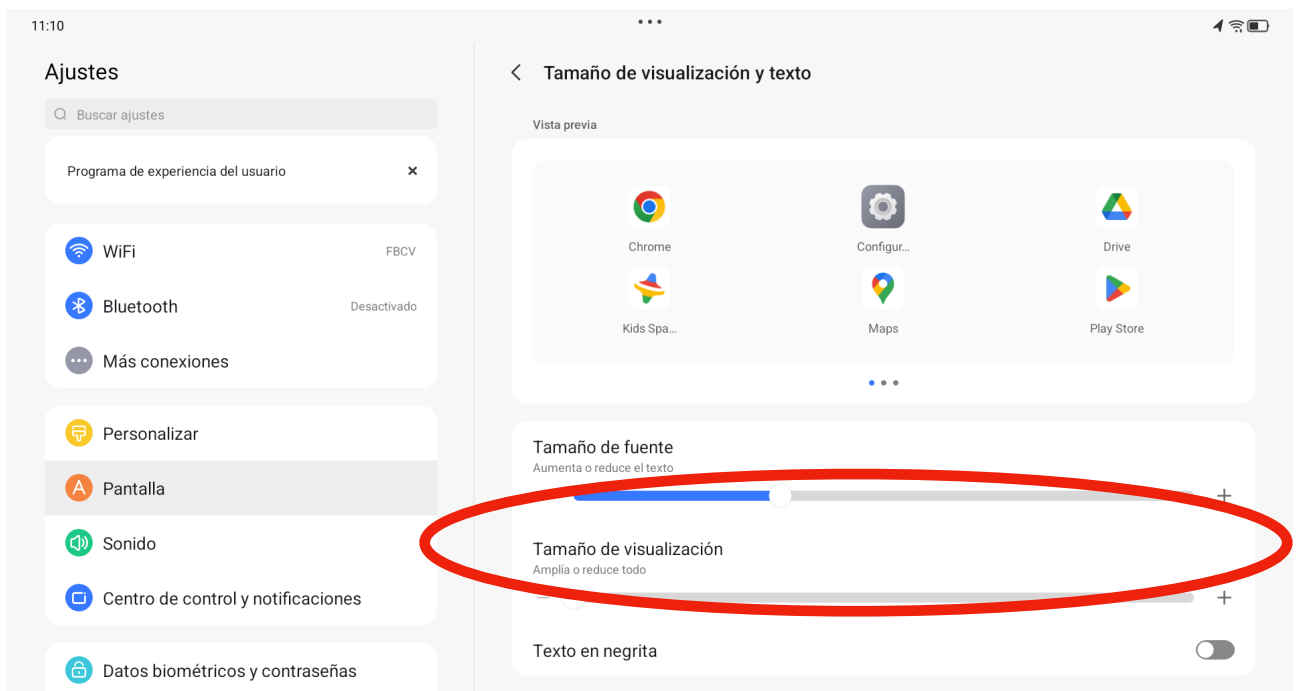 11:10
Ajustes
Buscar ajustes
Programa de experiencia del usuario
WiFi FBCV
Bluetooth Desactivado
Más conexiones
Personalizar
Pantalla
Sonido
Centro de control y notificaciones
Datos biométricos y contraseñas
Tamaño de visualización y texto
Vista previa
Chrome Configur... Drive
Kids Spa... Maps Play Store
Tamaño de fuente
Aumenta o reduce el texto
Tamaño de visualización
Amplía o reduce todo
Texto en negrita